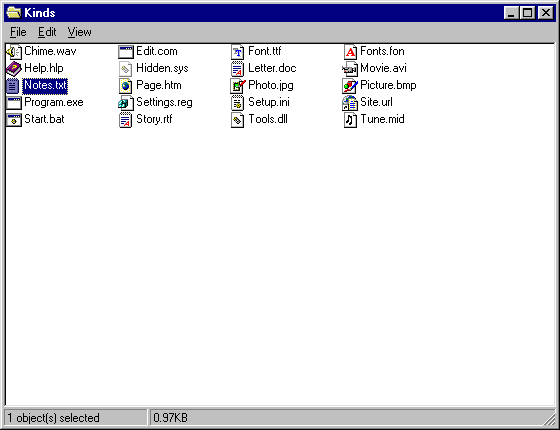 Kinds
File Edit View
Chime.wav Edit.com Font.ttf Fonts.fon
Help.hlp Hidden.sys Letter.doc Movie.avi
Notes.txt Page.htm Photo.jpg Picture.bmp
Program.exe Settings.reg Setup.ini Site.url
Start.bat Story.rtf Tools.dll Tune.mid
1 object(s) selected 0.97KB